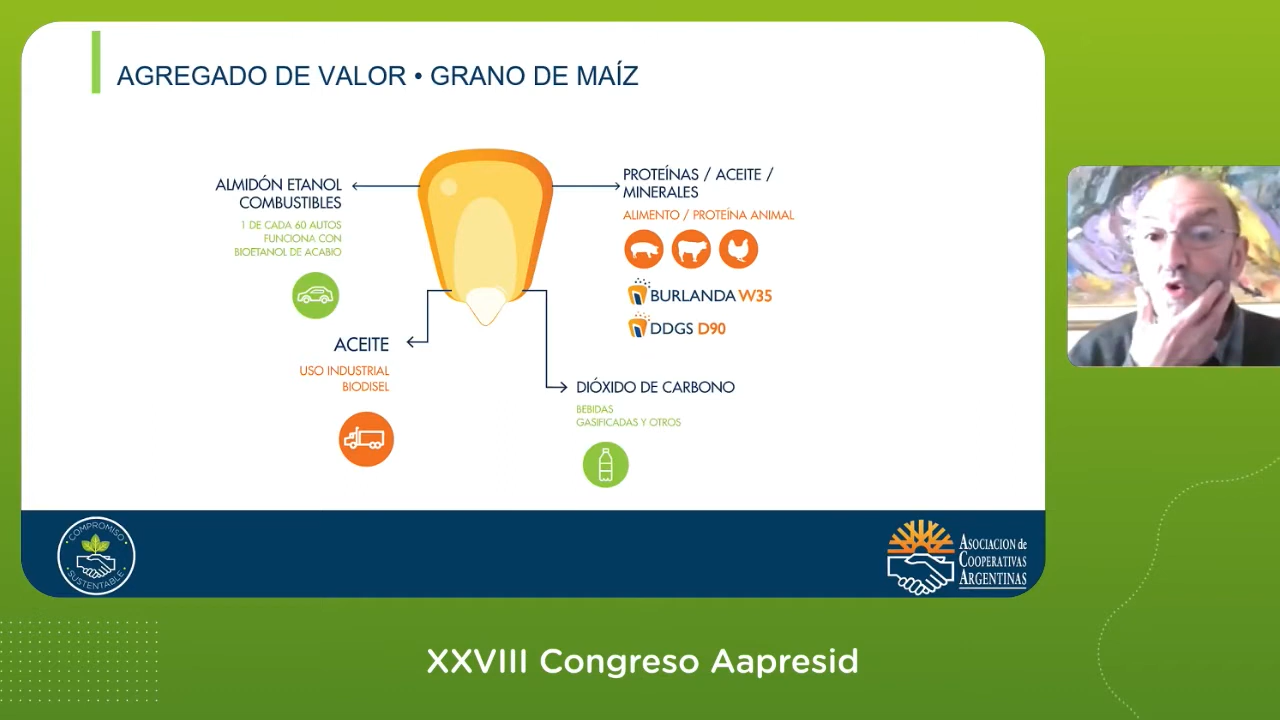 AGREGADO DE VALOR • GRANO DE MAÍZ
ALMIDÓN ETANOL
COMBUSTIBLES
1 DE CADA 60 AUTOS
FUNCIONA CON
BIOETANOL DE ACABIO
PROTEÍNAS / ACEITE /
MINERALES
ALIMENTO / PROTEÍNA ANIMAL
BURLANDA W35
DDGS D90
ACEITE
USO INDUSTRIAL
BIODISEL
DIÓXIDO DE CARBONO
BEBIDAS
GASIFICADAS Y OTROS
COMPROMISO
SUSTENTABLE
ASOCIACION de
COOPERATIVAS
ARGENTINAS
XXVIII Congreso Aapresid